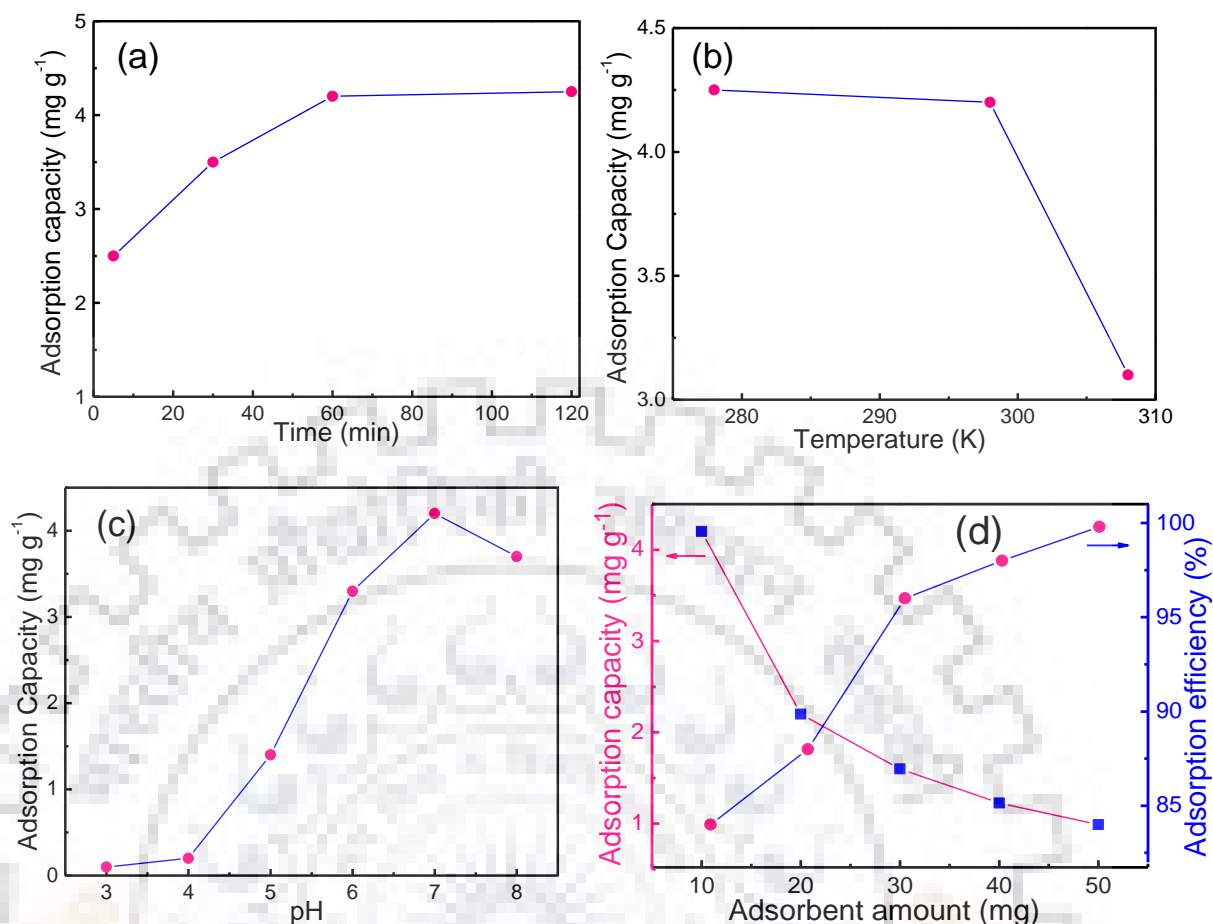 (a)
Adsorption capacity (mg g-1)
5
4
3
2
1
0 20 40 60 80 100 120
Time (min)
(b)
Adsorption Capacity (mg g-1)
4.5
4.0
3.5
3.0
280 290 300 310
Temperature (K)
(c)
Adsorption Capacity (mg g-1)
4
3
2
1
0
3 4 5 6 7 8
pH
(d)
Adsorption capacity (mg g-1)
4
3
2
1
10 20 30 40 50
Adsorbent amount (mg)
100
95
90
85
Adsorption efficiency (%)